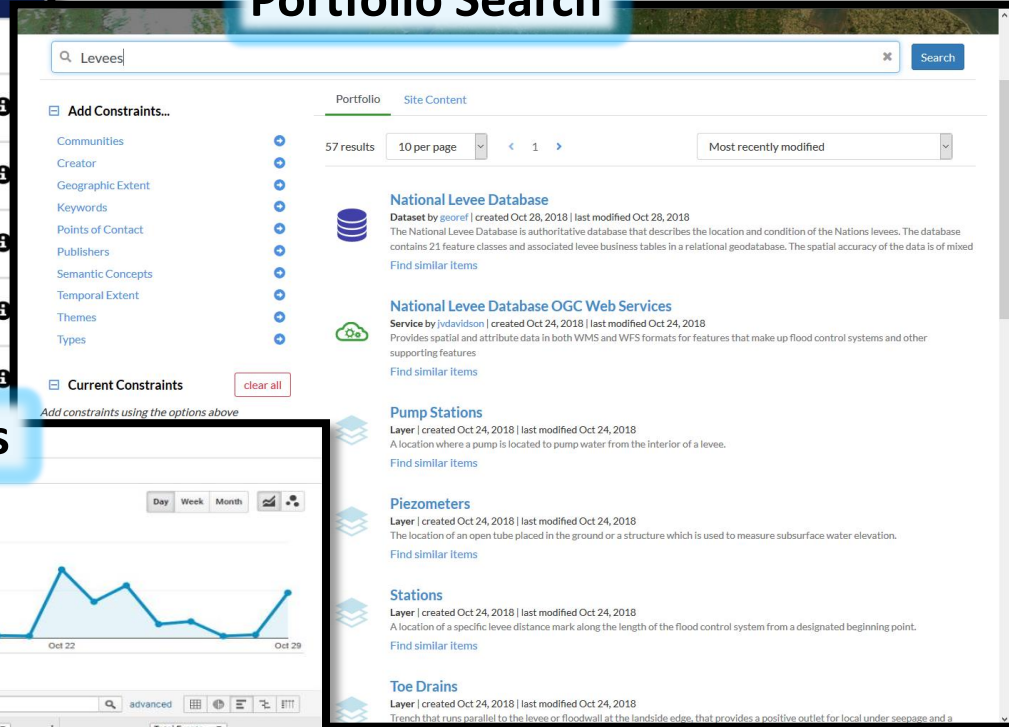 Portfolio Search
Levees
Search
Add Constraints...
Communities
Creator
Geographic Extent
Keywords
Points of Contact
Publishers
Semantic Concepts
Temporal Extent
Themes
Types
Current Constraints
clear all
Add constraints using the options above
Portfolio Site Content
57 results 10 per page 1 Most recently modified
National Levee Database
Dataset by georef | created Oct 28, 2018 | last modified Oct 28, 2018
The National Levee Database is authoritative database that describes the location and condition of the Nations levees. The database
contains 21 feature classes and associated levee business tables in a relational geodatabase. The spatial accuracy of the data is of mixed
Find similar items
National Levee Database OGC Web Services
Service by jvdavidson | created Oct 24, 2018 | last modified Oct 24, 2018
Provides spatial and attribute data in both WMS and WFS formats for features that make up flood control systems and other
supporting features
Find similar items
Pump Stations
Layer | created Oct 24, 2018 | last modified Oct 24, 2018
A location where a pump is located to pump water from the interior of a levee.
Find similar items
Piezometers
Layer | created Oct 24, 2018 | last modified Oct 24, 2018
The location of an open tube placed in the ground or a structure which is used to measure subsurface water elevation.
Find similar items
Stations
Layer | created Oct 24, 2018 | last modified Oct 24, 2018
A location of a specific levee distance mark along the length of the flood control system from a designated beginning point.
Find similar items
Toe Drains
Layer | created Oct 24, 2018 | last modified Oct 24, 2018
Trench that runs parallel to the levee or floodwall at the landside edge, that provides a positive outlet for local under seepage and a
s
Day Week Month
Oct 22 Oct 29
advanced